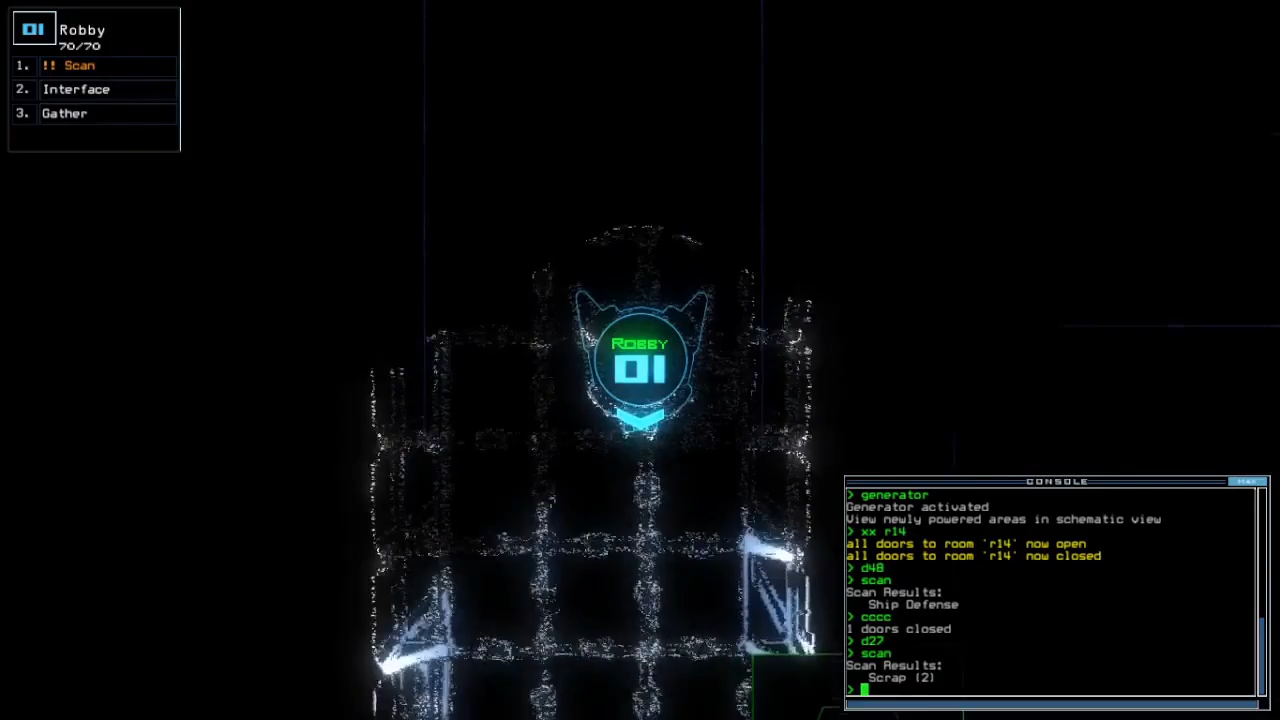 01 Robby
70/70
1. !! Scan
2. Interface
3. Gather
Robby
01
CONSOLE
> generator
Generator activated
View newly powered areas in schematic view
> xx r14
all doors to room 'r14' now open
all doors to room 'r14' now closed
> d48
> scan
Scan Results:
Ship Defense
> cccc
1 doors closed
> d27
> scan
Scan Results:
Scrap (2)
>